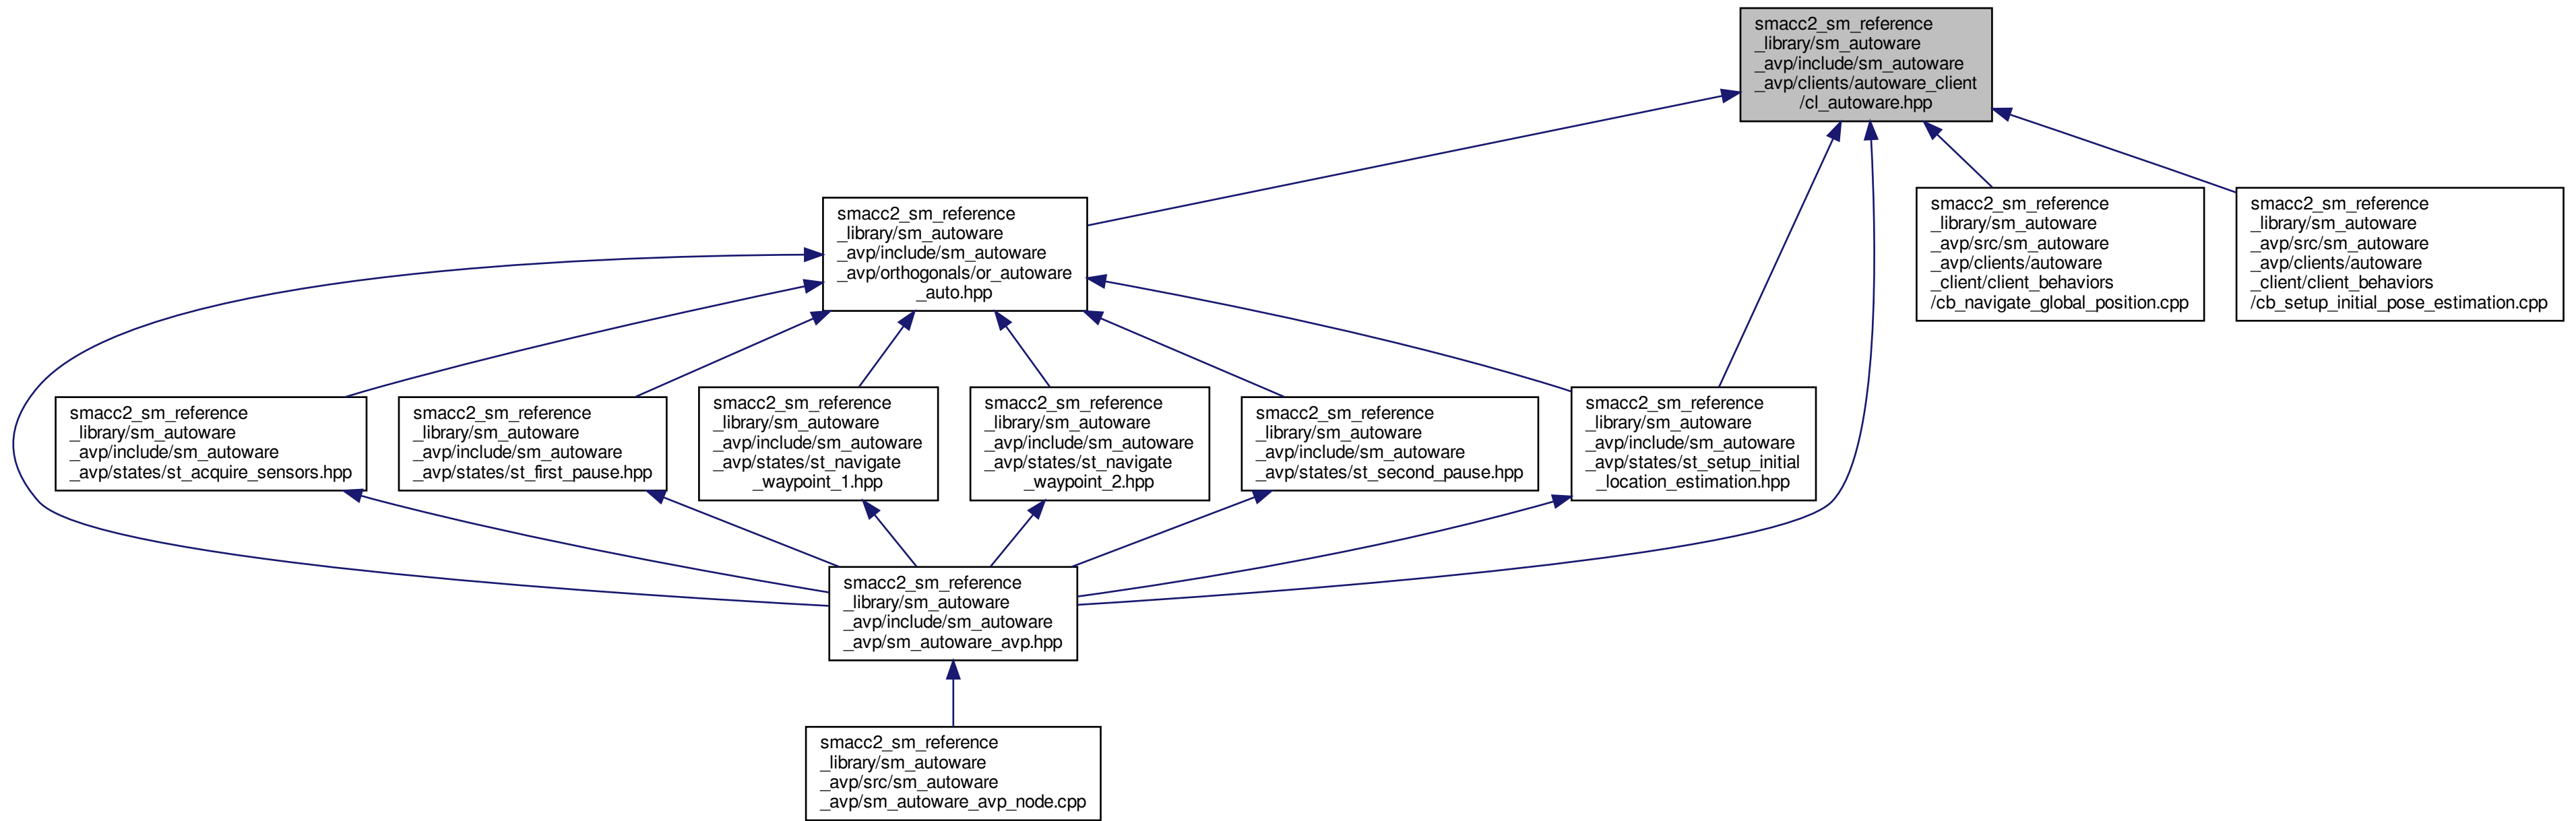 smacc2_sm_reference
_library/sm_autoware
_avp/include/sm_autoware
_avp/clients/autoware_client
/cl_autoware.hpp
smacc2_sm_reference
_library/sm_autoware
_avp/include/sm_autoware
_avp/orthogonals/or_autoware
_auto.hpp
smacc2_sm_reference
_library/sm_autoware
_avp/src/sm_autoware
_avp/clients/autoware
_client/client_behaviors
/cb_navigate_global_position.cpp
smacc2_sm_reference
_library/sm_autoware
_avp/src/sm_autoware
_avp/clients/autoware
_client/client_behaviors
/cb_setup_initial_pose_estimation.cpp
smacc2_sm_reference
_library/sm_autoware
_avp/include/sm_autoware
_avp/states/st_acquire_sensors.hpp
smacc2_sm_reference
_library/sm_autoware
_avp/include/sm_autoware
_avp/states/st_first_pause.hpp
smacc2_sm_reference
_library/sm_autoware
_avp/include/sm_autoware
_avp/states/st_navigate
_waypoint_1.hpp
smacc2_sm_reference
_library/sm_autoware
_avp/include/sm_autoware
_avp/states/st_navigate
_waypoint_2.hpp
smacc2_sm_reference
_library/sm_autoware
_avp/include/sm_autoware
_avp/states/st_second_pause.hpp
smacc2_sm_reference
_library/sm_autoware
_avp/include/sm_autoware
_avp/states/st_setup_initial
_location_estimation.hpp
smacc2_sm_reference
_library/sm_autoware
_avp/include/sm_autoware
_avp/sm_autoware_avp.hpp
smacc2_sm_reference
_library/sm_autoware
_avp/src/sm_autoware
_avp/sm_autoware_avp_node.cpp